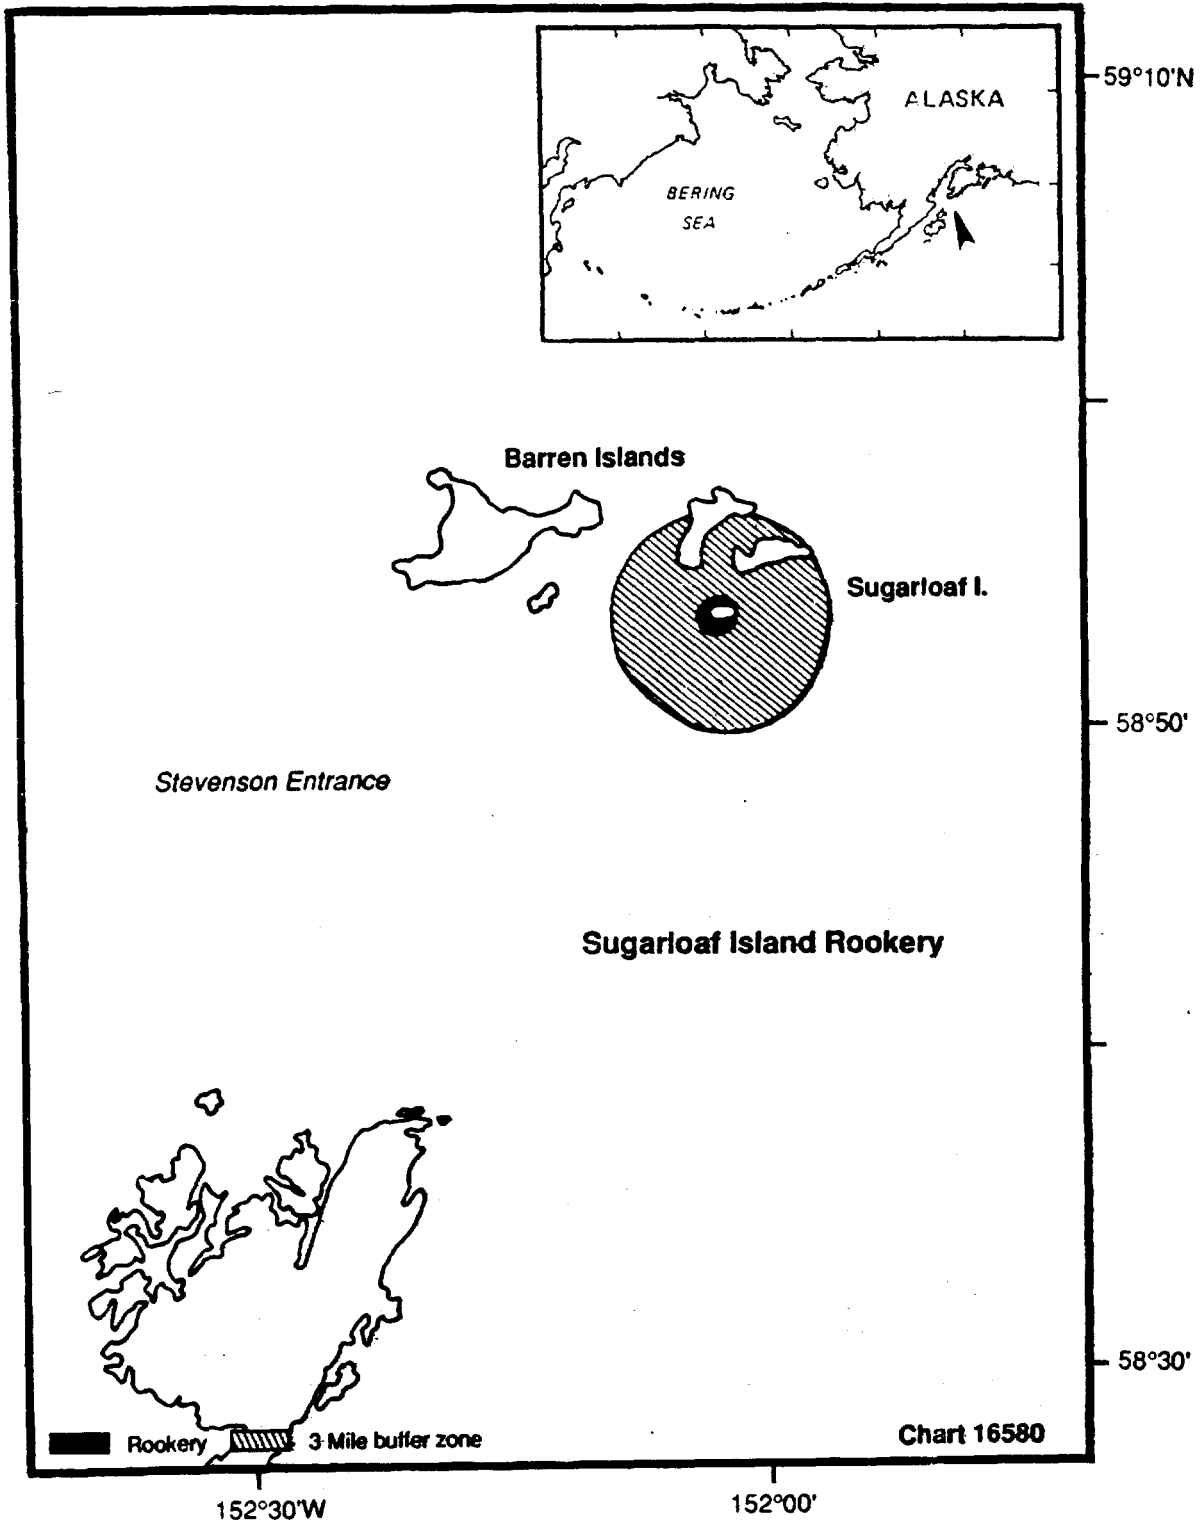 59°10'N
ALASKA
BERING
SEA
Barren Islands
Sugarloaf I.
58°50'
Stevenson Entrance
Sugarloaf Island Rookery
58°30'
Rookery
3 Mile buffer zone
Chart 16580
152°30'W
152°00'